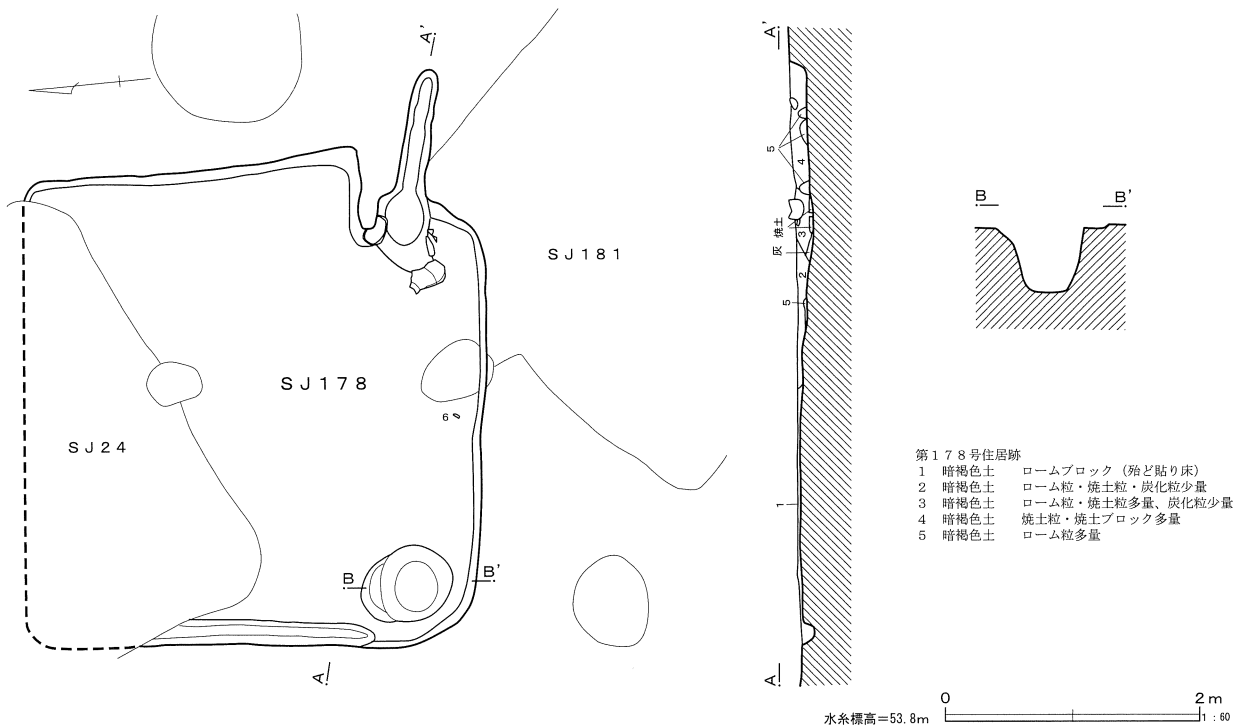 A'
SJ181
SJ178
6
SJ24
B
B'
A
A'
5
4
焼土
灰
3
2
5
1
A
B
B'
第178号住居跡
1 暗褐色土 ロームブロック（殆ど貼り床）
2 暗褐色土 ローム粒・焼土粒・炭化粒少量
3 暗褐色土 ローム粒・焼土粒多量、炭化粒少量
4 暗褐色土 焼土粒・焼土ブロック多量
5 暗褐色土 ローム粒多量
0 2m
水糸標高=53.8m 1:60